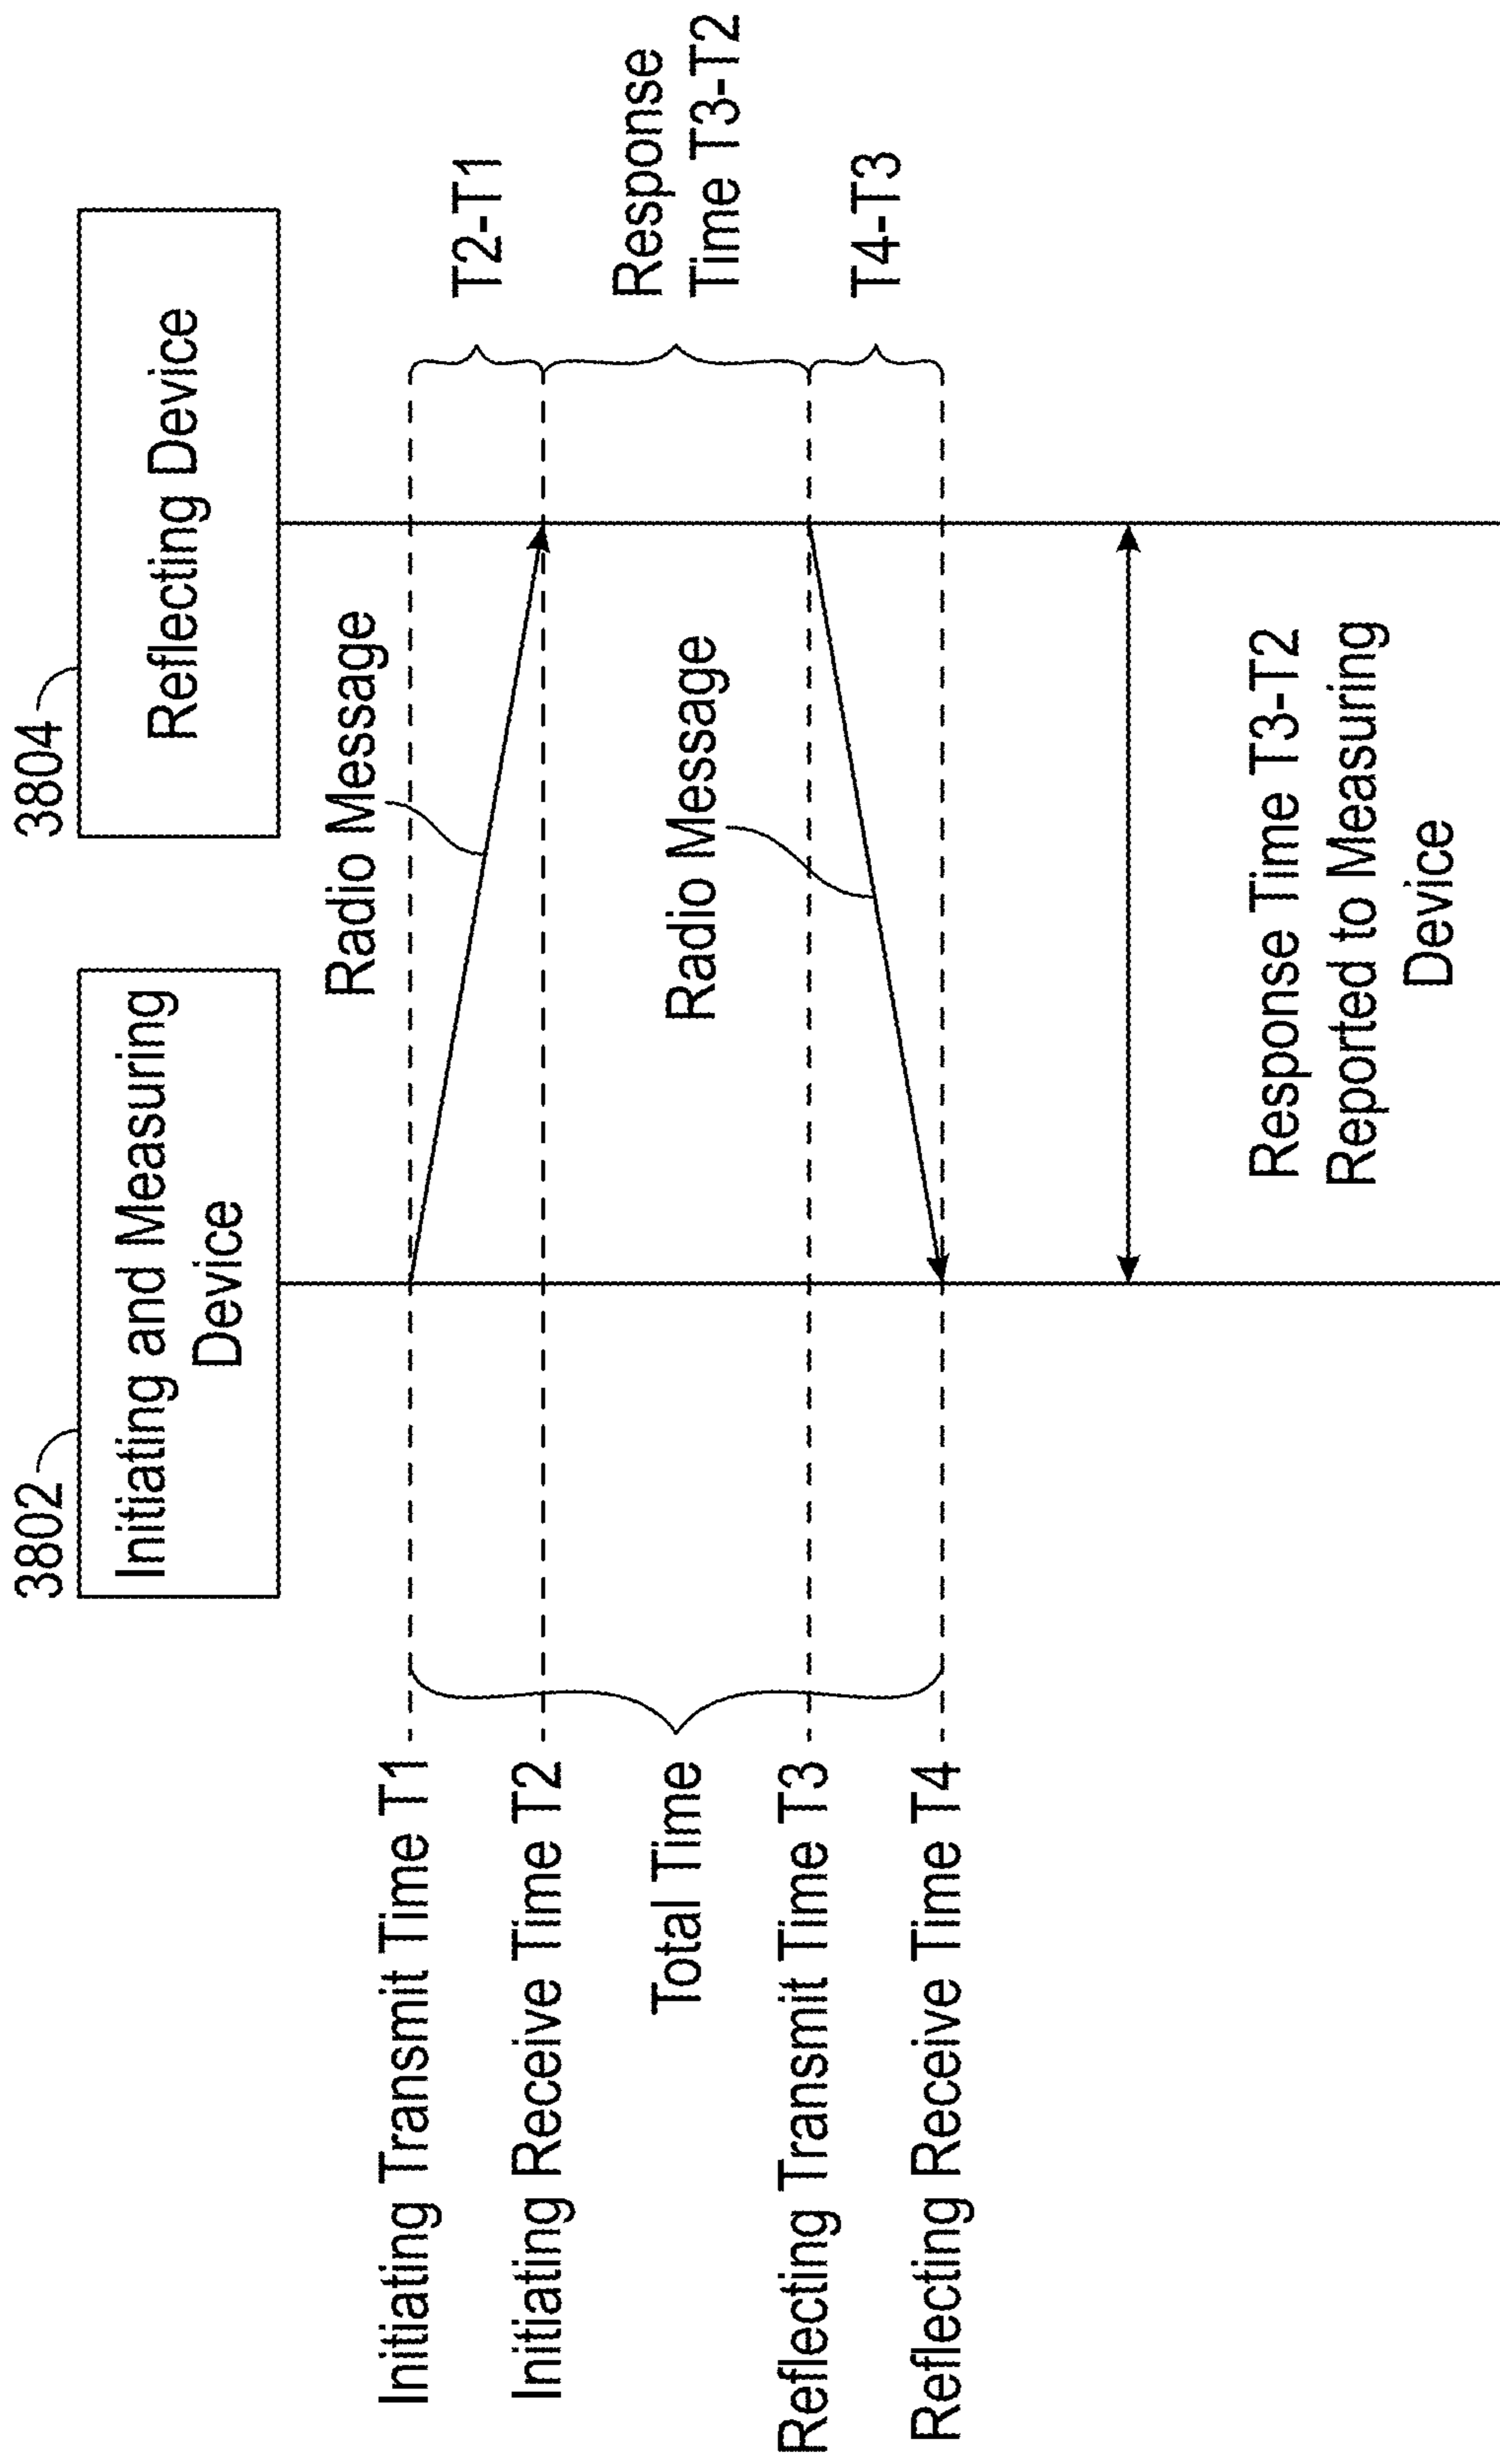 3802
Initiating and Measuring
Device
3804
Reflecting Device
Initiating Transmit Time T1
Radio Message
T2-T1
Initiating Receive Time T2
Total Time
Response
Time T3-T2
Radio Message
Reflecting Transmit Time T3
T4-T3
Reflecting Receive Time T4
Response Time T3-T2
Reported to Measuring
Device